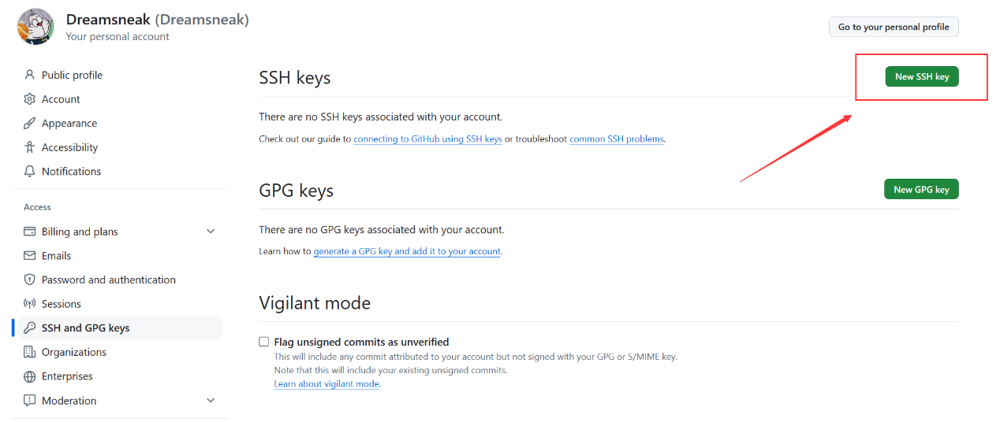 Dreamsneak (Dreamsneak)
Your personal account
Go to your personal profile
Public profile
Account
Appearance
Accessibility
Notifications
Access
Billing and plans
Emails
Password and authentication
Sessions
SSH and GPG keys
Organizations
Enterprises
Moderation
SSH keys
New SSH key
There are no SSH keys associated with your account.
Check out our guide to connecting to GitHub using SSH keys or troubleshoot common SSH problems.
GPG keys
New GPG key
There are no GPG keys associated with your account.
Learn how to generate a GPG key and add it to your account.
Vigilant mode
Flag unsigned commits as unverified
This will include any commit attributed to your account but not signed with your GPG or S/MIME key.
Note that this will include your existing unsigned commits.
Learn about vigilant mode.